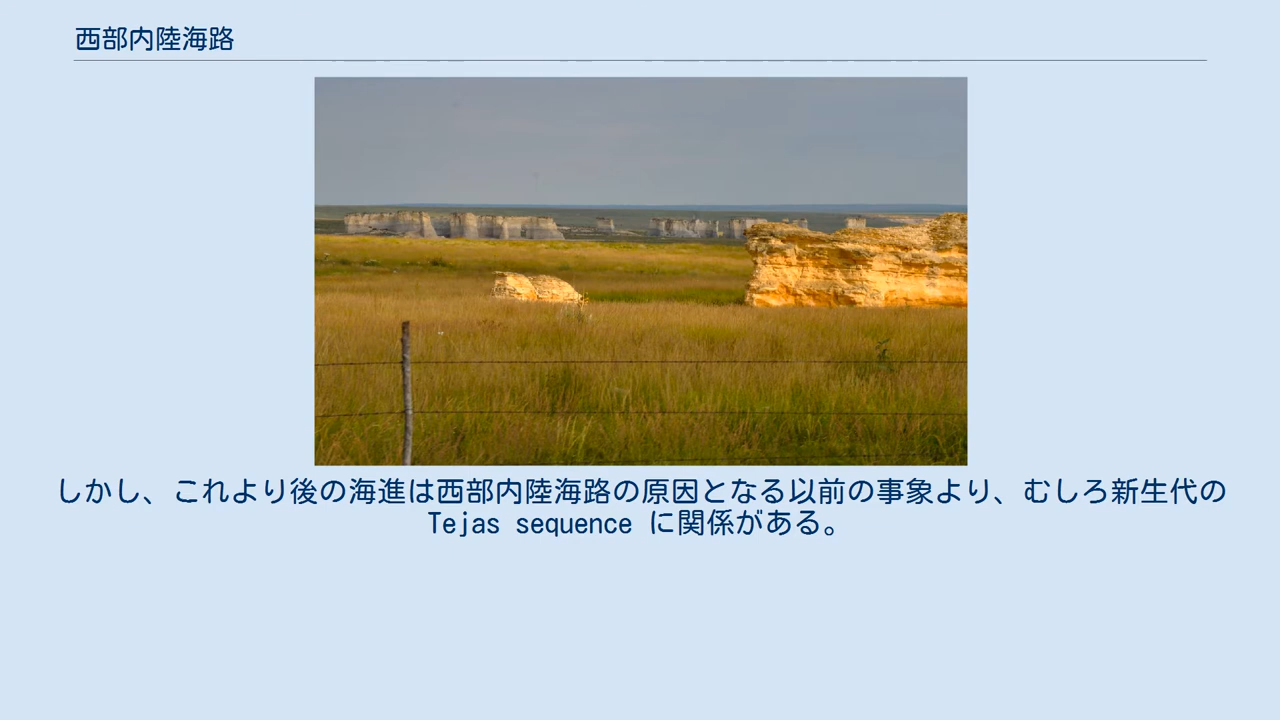 西部内陸海路
しかし、これより後の海進は西部内陸海路の原因となる以前の事象より、むしろ新生代の
Tejas sequence に関係がある。